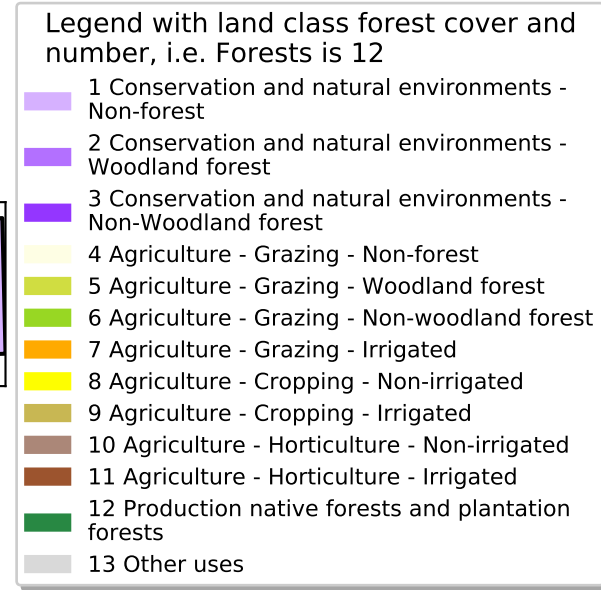 Legend with land class forest cover and
number, i.e. Forests is 12
1 Conservation and natural environments -
Non-forest
2 Conservation and natural environments -
Woodland forest
3 Conservation and natural environments -
Non-Woodland forest
4 Agriculture - Grazing - Non-forest
5 Agriculture - Grazing - Woodland forest
6 Agriculture - Grazing - Non-woodland forest
7 Agriculture - Grazing - Irrigated
8 Agriculture - Cropping - Non-irrigated
9 Agriculture - Cropping - Irrigated
10 Agriculture - Horticulture - Non-irrigated
11 Agriculture - Horticulture - Irrigated
12 Production native forests and plantation
forests
13 Other uses